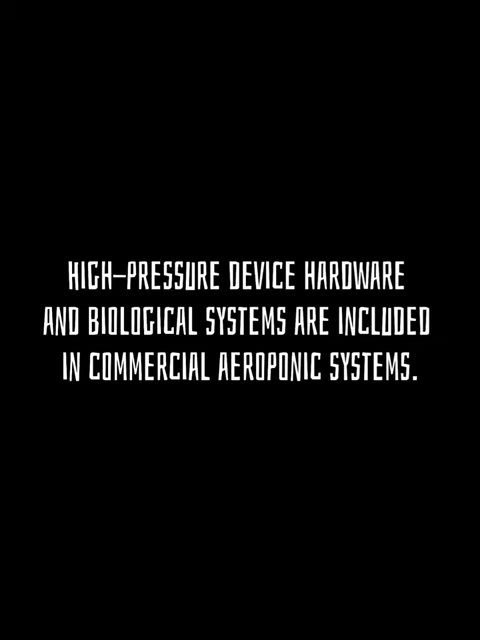 HIGH-PRESSURE DEVICE HARDWARE
AND BIOLOGICAL SYSTEMS ARE INCLUDED
IN COMMERCIAL AEROPONIC SYSTEMS.